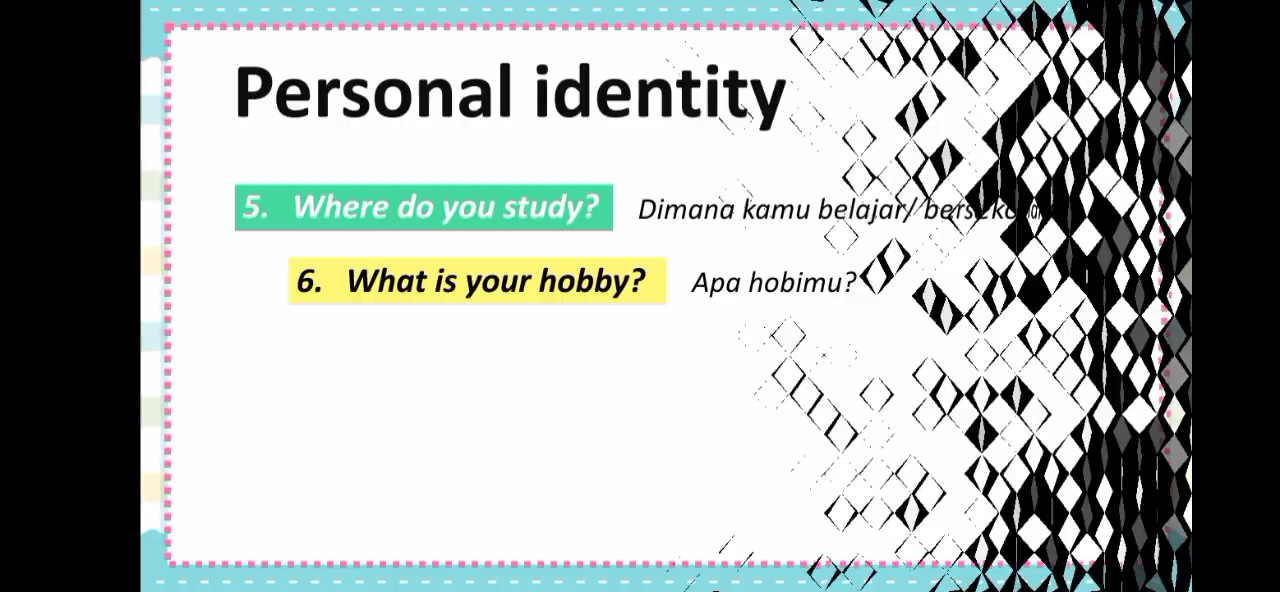 Personal identity
5. Where do you study? Dimana kamu belajar/
6. What is your hobby? Apa hobimu?